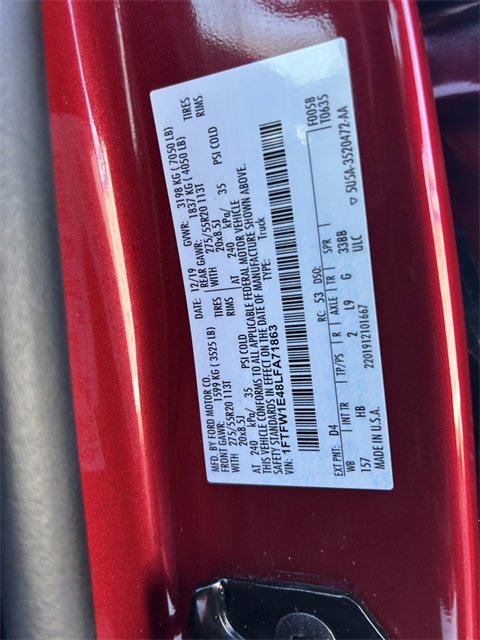 MFD. BY FORD MOTOR CO. DATE: 12/19 GVWR: 3198 KG ( 7050 LB)
FRONT GAWR: 1599 KG ( 3525 LB) REAR GAWR: 1837 KG ( 4050 LB)
275/55R20 113T TIRES 275/55R20 113T TIRES
WITH 20x8.5J RIMS WITH 20x8.5J RIMS
AT 240 kPa/ 35 PSI COLD AT 240 kPa/ 35 PSI COLD
THIS VEHICLE CONFORMS TO ALL APPLICABLE FEDERAL MOTOR VEHICLE
SAFETY STANDARDS IN EFFECT ON THE DATE OF MANUFACTURE SHOWN ABOVE.
VIN: 1FTFW1E48LFA71863 TYPE: Truck
F0058
T0635
EXT PNT: D4 RC: 53 DSO:
WB INT TR TP/PS R AXLE TR SPR
157 HB 2 L9 G 33BB
ULC
MADE IN U.S.A. 2201912101667
▽ 5U5A-3520472-AA